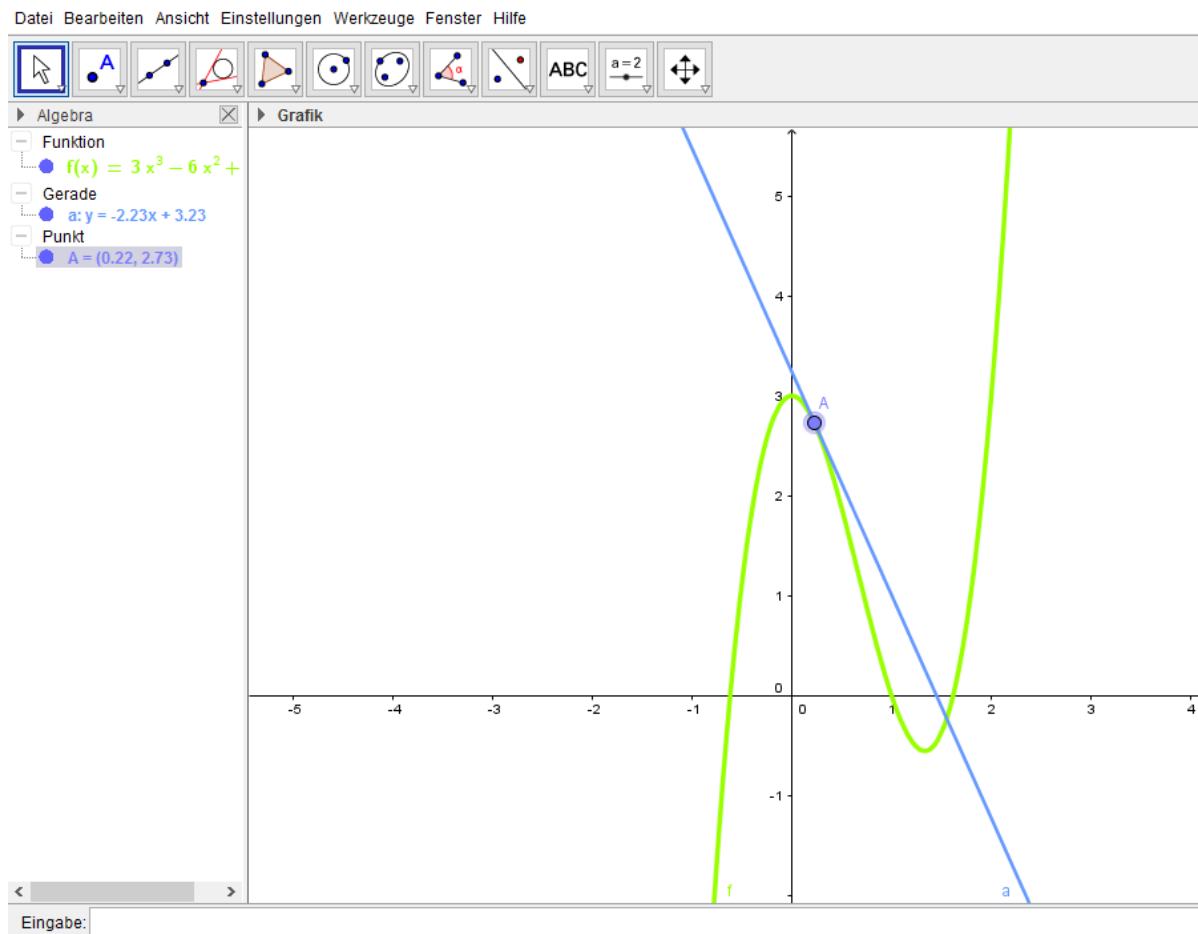 Datei Bearbeiten Ansicht Einstellungen Werkzeuge Fenster Hilfe
A α ABC a = 2
Algebra
Grafik
Funktion
f(x) = 3 x³ − 6 x² +
Gerade
a: y = -2.23x + 3.23
Punkt
A = (0.22, 2.73)
5
4
3
A
2
1
0
-5 -4 -3 -2 -1 0 1 2 3 4
-1
f
a
Eingabe: